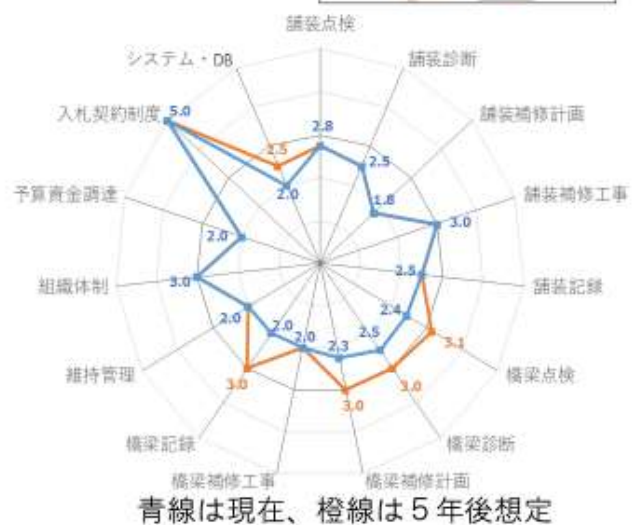 舗装点検
システム・DB
舗装診断
入札契約制度
5.0
舗装補修計画
2.8
2.5
2.5
2.0
1.8
予算資金調達
舗装補修工事
2.0
3.0
組織体制
3.0
2.5
舗装記録
2.0
2.4
2.0
2.0
2.3
2.5
3.1
維持管理
橋梁点検
3.0
3.0
3.0
橋梁記録
橋梁診断
橋梁補修工事
橋梁補修計画
青線は現在、橙線は5年後想定